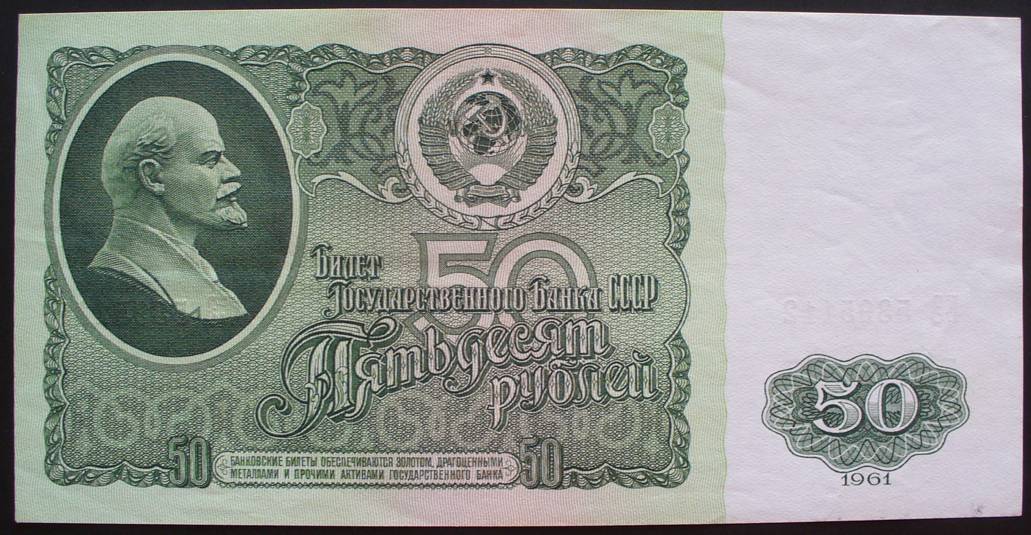 Билет
Государственного Банка СССР
50
Пятьдесят
рублей
50
БАНКОВСКИЕ БИЛЕТЫ ОБЕСПЕЧИВАЮТСЯ ЗОЛОТОМ, ДРАГОЦЕННЫМИ
МЕТАЛЛАМИ И ПРОЧИМИ АКТИВАМИ ГОСУДАРСТВЕННОГО БАНКА
50
50
1961